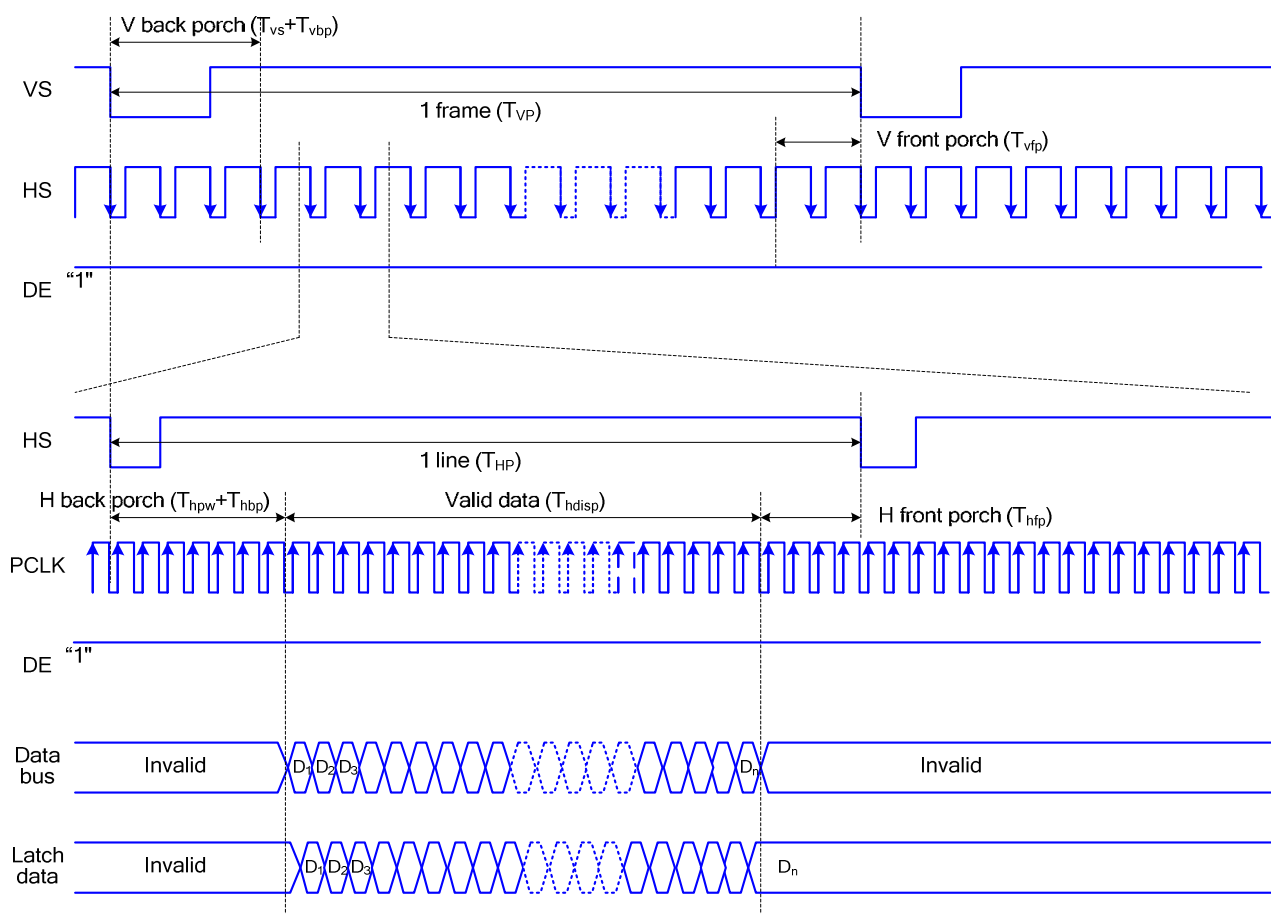 V back porch (Tvs+Tvbp)
VS
1 frame (TVP)
V front porch (Tvfp)
HS
DE “1"
HS
1 line (THP)
H back porch (Thpw+Thbp) Valid data (Thdisp) H front porch (Thfp)
PCLK
DE “1"
Data bus
Invalid D1 D2 D3 Dn Invalid
Latch data
Invalid D1 D2 D3 Dn